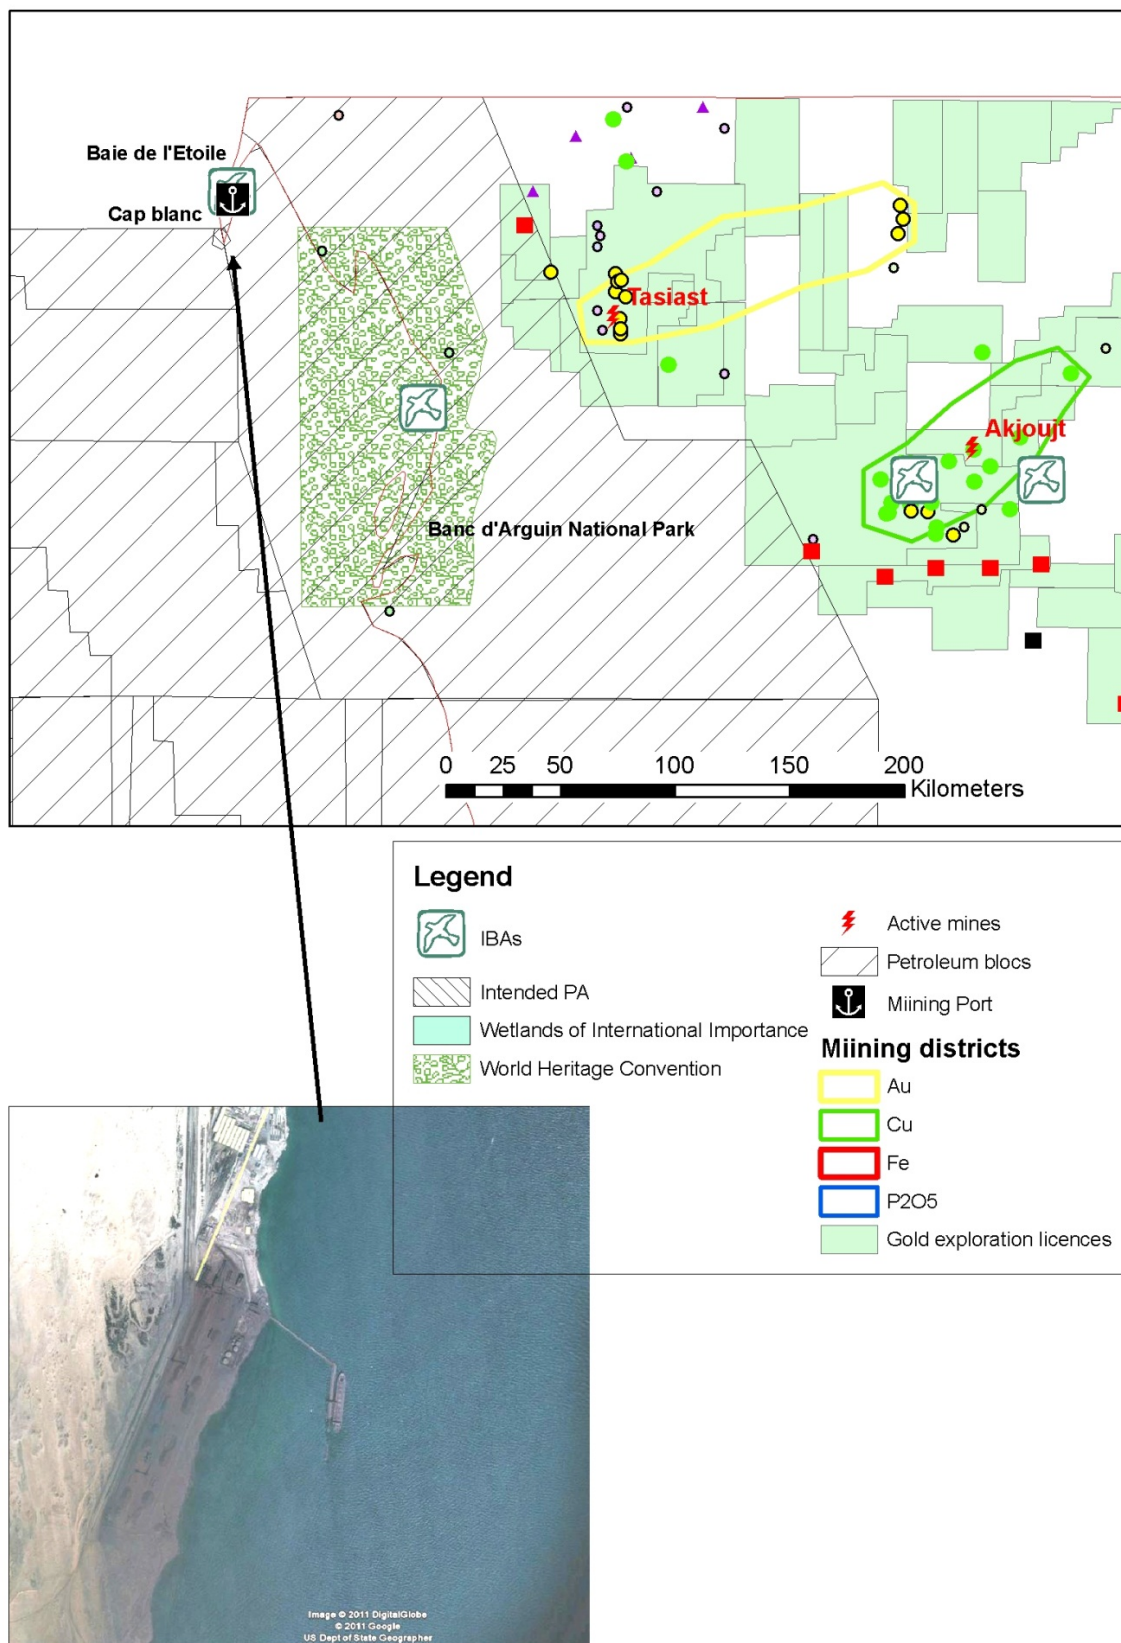 Baie de l'Etoile
Cap blanc
Tasiast
Akjoujt
Banc d'Arguin National Park
0 25 50 100 150 200
Kilometers
Legend
IBAs
Intended PA
Wetlands of International Importance
World Heritage Convention
Active mines
Petroleum blocs
Miining Port
Miining districts
Au
Cu
Fe
P2O5
Gold exploration licences
Image © 2011 DigitalGlobe
© 2011 Google
US Dept of State Geographer